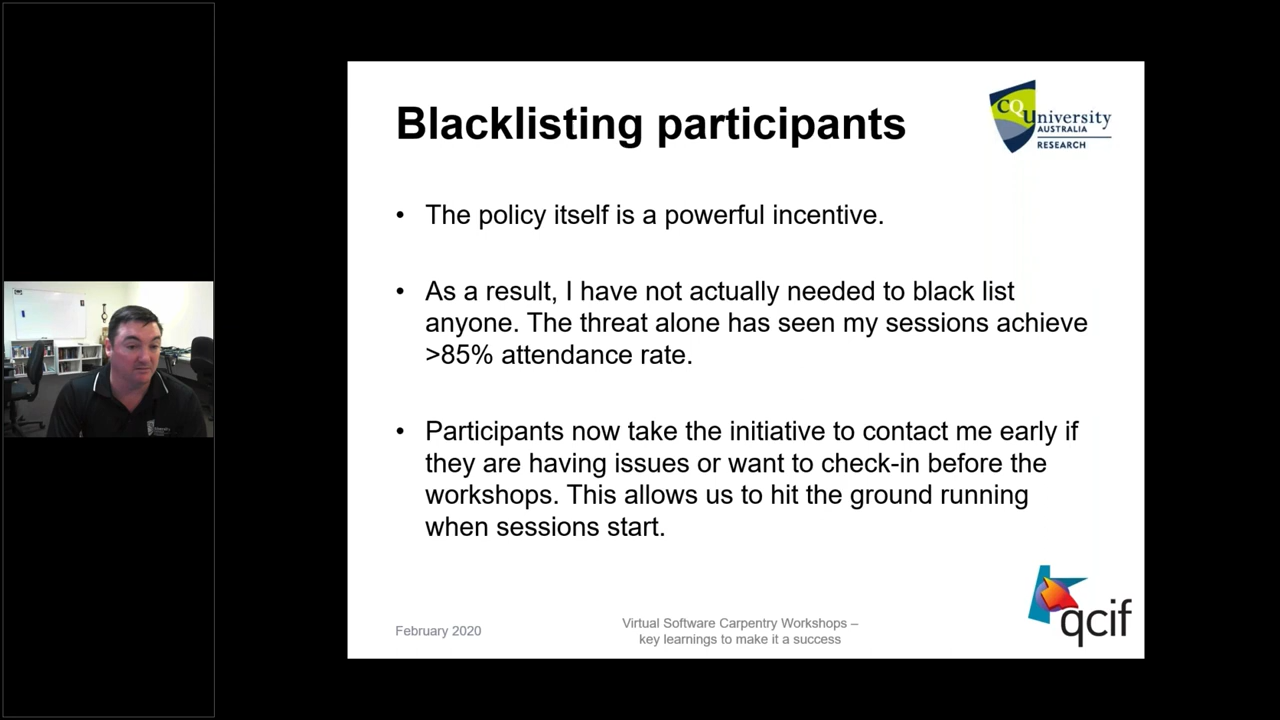 Blacklisting participants
CQUniversity
AUSTRALIA
RESEARCH
• The policy itself is a powerful incentive.
• As a result, I have not actually needed to black list
anyone. The threat alone has seen my sessions achieve
>85% attendance rate.
• Participants now take the initiative to contact me early if
they are having issues or want to check-in before the
workshops. This allows us to hit the ground running
when sessions start.
February 2020
Virtual Software Carpentry Workshops –
key learnings to make it a success
qcif